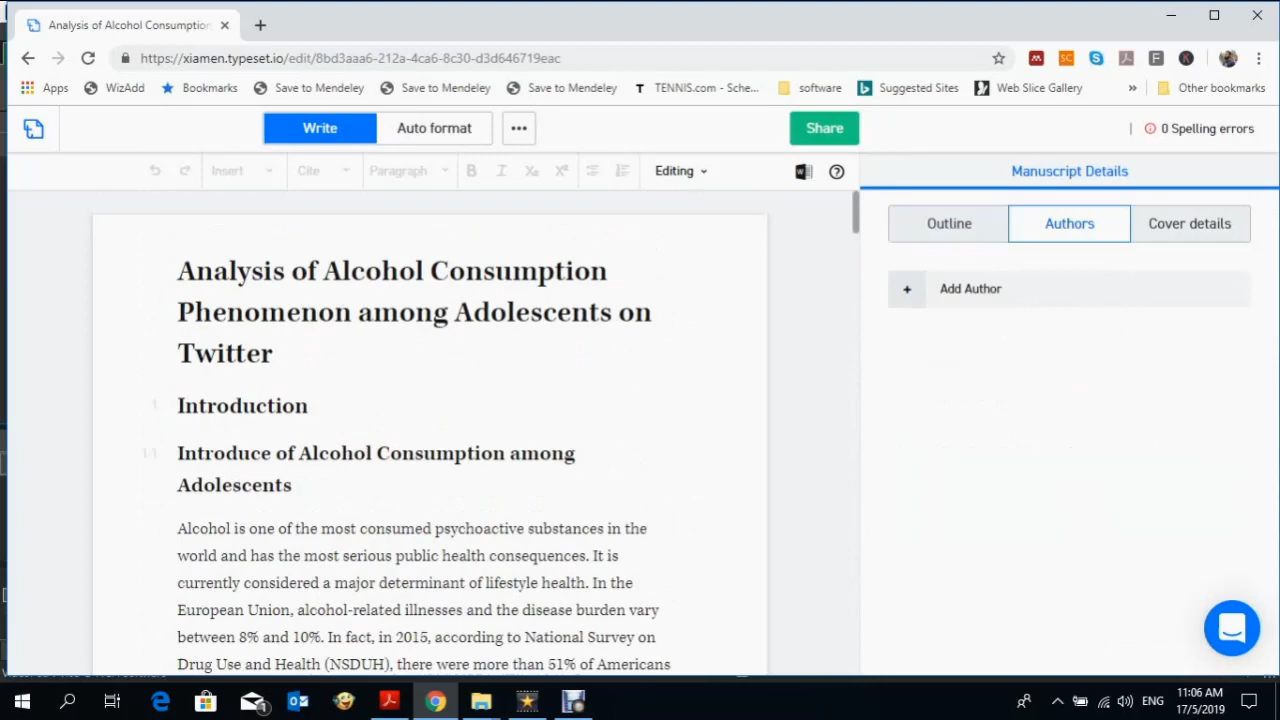 Analysis of Alcohol Consumption
https://xiamen.typeset.io/edit/8bd3aaa6-212a-4ca6-8c30-d3d646719eac
Apps WizAdd Bookmarks Save to Mendeley Save to Mendeley Save to Mendeley T TENNIS.com - Sche... software Suggested Sites Web Slice Gallery » Other bookmarks
Write Auto format ••• Share 0 Spelling errors
Insert Cite Paragraph B I X₂ X² Editing
Manuscript Details
Outline Authors Cover details
+ Add Author
Analysis of Alcohol Consumption
Phenomenon among Adolescents on
Twitter
1 Introduction
1.1 Introduce of Alcohol Consumption among
Adolescents
Alcohol is one of the most consumed psychoactive substances in the
world and has the most serious public health consequences. It is
currently considered a major determinant of lifestyle health. In the
European Union, alcohol-related illnesses and the disease burden vary
between 8% and 10%. In fact, in 2015, according to National Survey on
Drug Use and Health (NSDUH), there were more than 51% of Americans
ENG
11:06 AM
17/5/2019